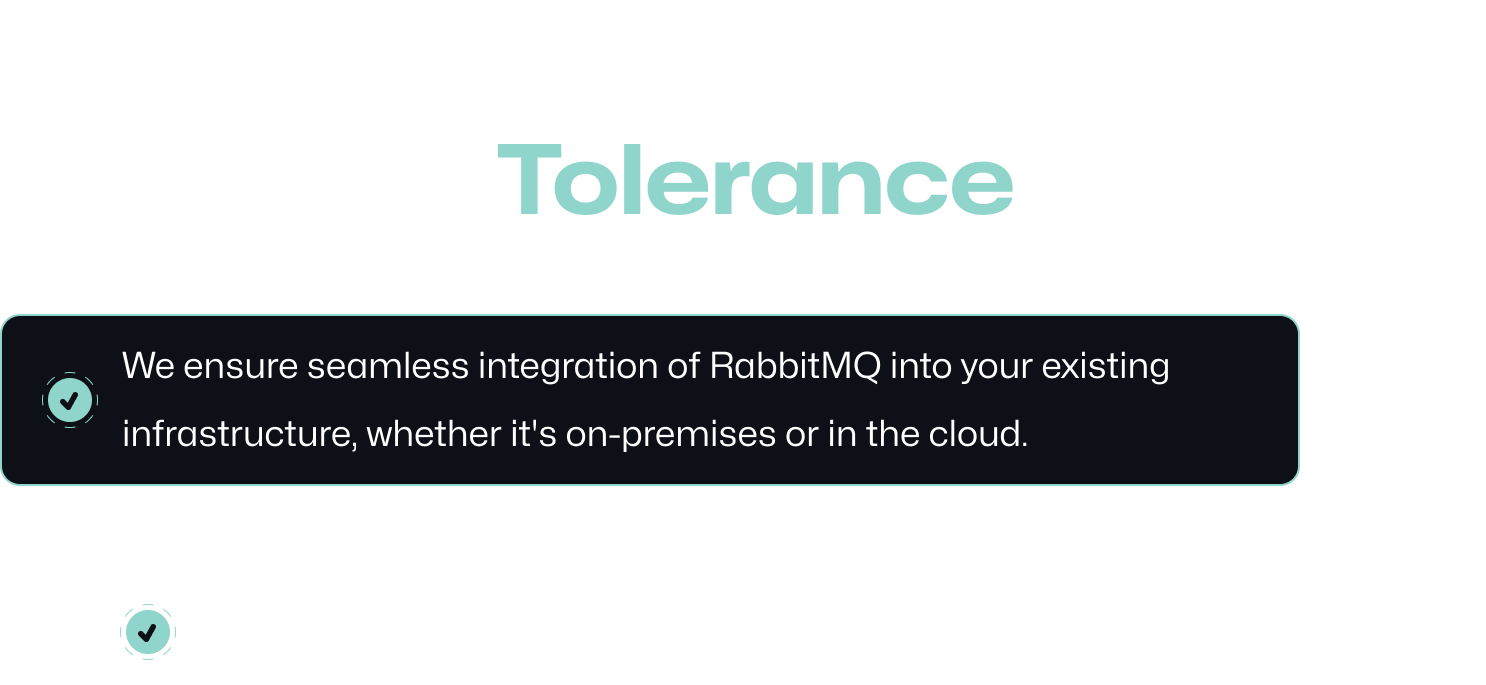 Tolerance
We ensure seamless integration of RabbitMQ into your existing
infrastructure, whether it's on-premises or in the cloud.